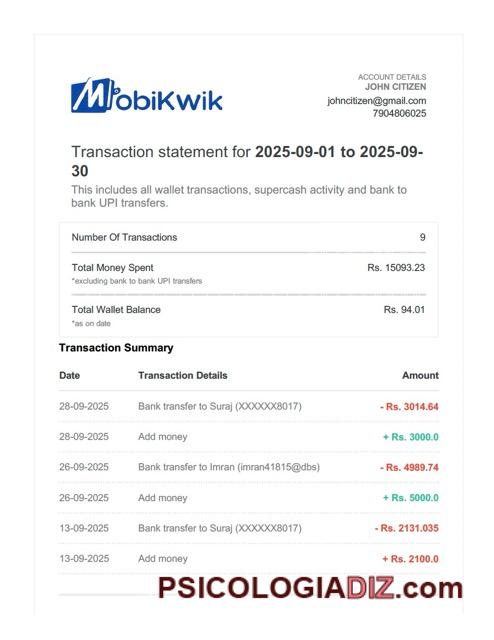 MobiKwik
ACCOUNT DETAILS
JOHN CITIZEN
johncitizen@gmail.com
7904806025
Transaction statement for 2025-09-01 to 2025-09-
30
This includes all wallet transactions, supercash activity and bank to
bank UPI transfers.
Number Of Transactions 9
Total Money Spent Rs. 15093.23
*excluding bank to bank UPI transfers
Total Wallet Balance Rs. 94.01
*as on date
Transaction Summary
Date Transaction Details Amount
28-09-2025 Bank transfer to Suraj (XXXXXX8017) - Rs. 3014.64
28-09-2025 Add money + Rs. 3000.0
26-09-2025 Bank transfer to Imran (imran41815@dbs) - Rs. 4989.74
26-09-2025 Add money + Rs. 5000.0
13-09-2025 Bank transfer to Suraj (XXXXXX8017) - Rs. 2131.035
13-09-2025 Add money + Rs. 2100.0
PSICOLOGIADIZ.com